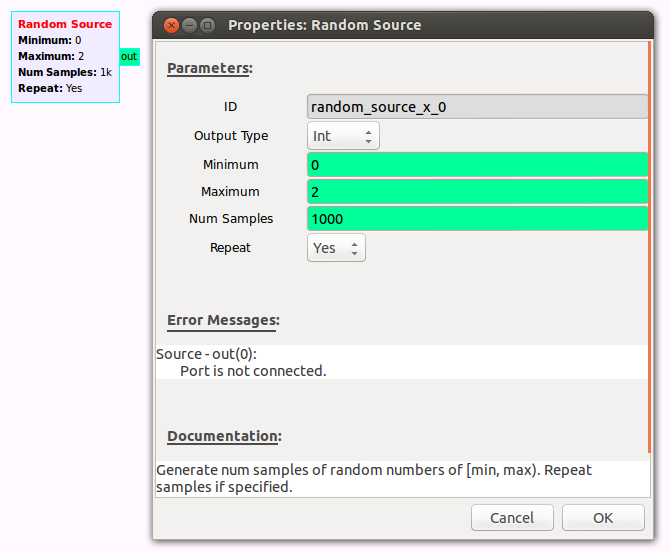 Random Source
Minimum: 0
Maximum: 2
Num Samples: 1k
Repeat: Yes
out
Properties: Random Source
Parameters:
ID
random_source_x_0
Output Type
Int
Minimum
0
Maximum
2
Num Samples
1000
Repeat
Yes
Error Messages:
Source - out(0):
Port is not connected.
Documentation:
Generate num samples of random numbers of [min, max). Repeat
samples if specified.
Cancel
OK